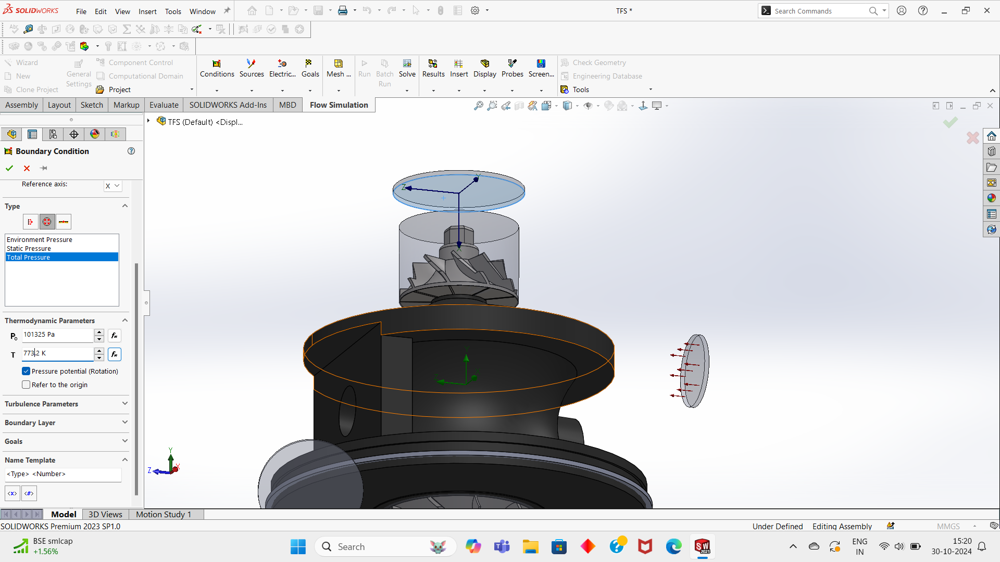 SOLIDWORKS File Edit View Insert Tools Window TFS * Search Commands
Wizard Component Control
New General Settings Computational Domain
Clone Project Project
Conditions Sources Electric... Goals Mesh ... Run Batch Run Solve Results Insert Display Probes Screen...
Check Geometry
Engineering Database
Tools
Assembly Layout Sketch Markup Evaluate SOLIDWORKS Add-Ins MBD Flow Simulation
TFS (Default) <Displ...
Boundary Condition
Reference axis: X
Type
Environment Pressure
Static Pressure
Total Pressure
Thermodynamic Parameters
P₀ 101325 Pa fx
T 773.2 K fx
Pressure potential (Rotation)
Refer to the origin
Turbulence Parameters
Boundary Layer
Goals
Name Template
<Type> <Number>
<x> <#>
Y
Z
X
Y
Z
Y
Z
X
Model 3D Views Motion Study 1
SOLIDWORKS Premium 2023 SP1.0 Under Defined Editing Assembly MMGS
BSE smlcap
+1.56%
Search
SW
2023
ENG
IN
15:20
30-10-2024